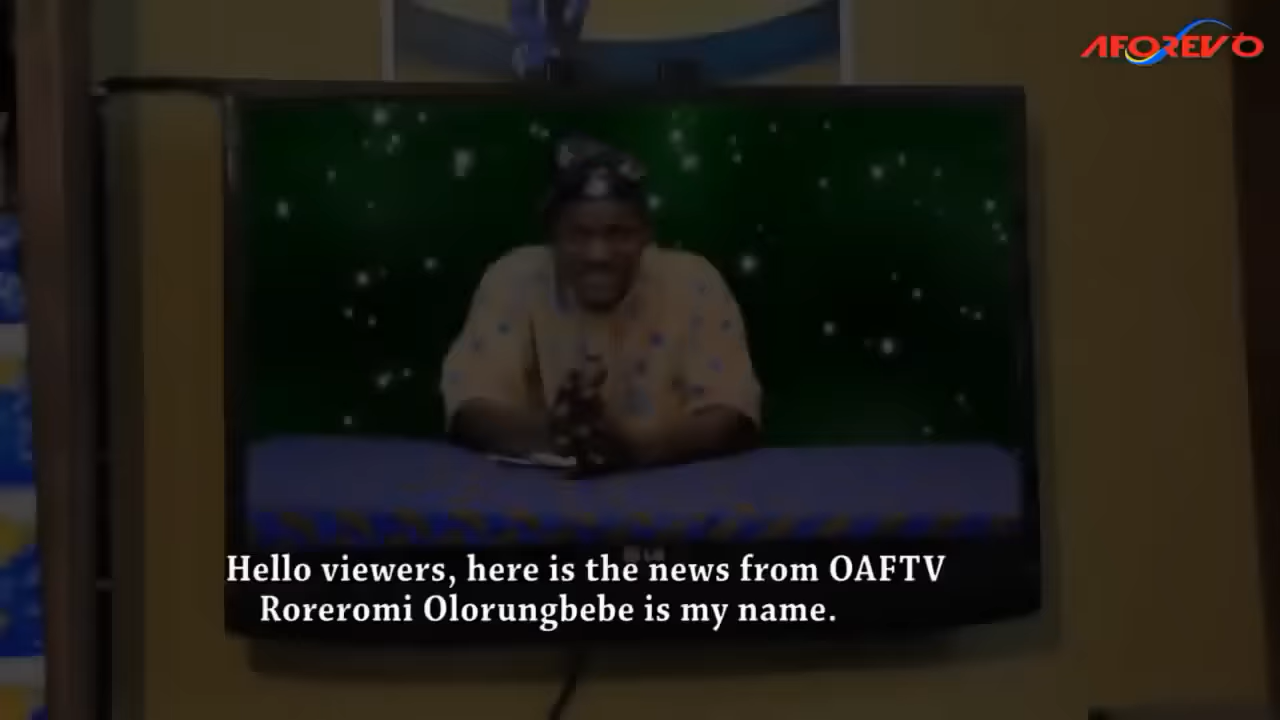 AFOREVO
Hello viewers, here is the news from OAFTV
Roreromi Olorungbebe is my name.